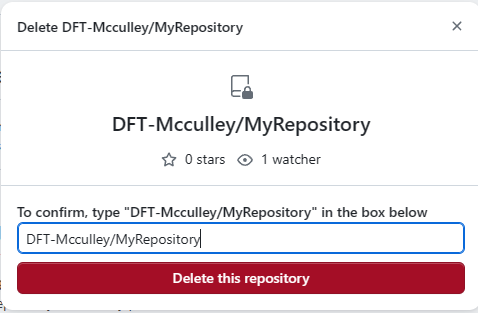 Delete DFT-Mcculley/MyRepository
DFT-Mcculley/MyRepository
0 stars 1 watcher
To confirm, type "DFT-Mcculley/MyRepository" in the box below
DFT-Mcculley/MyRepository
Delete this repository